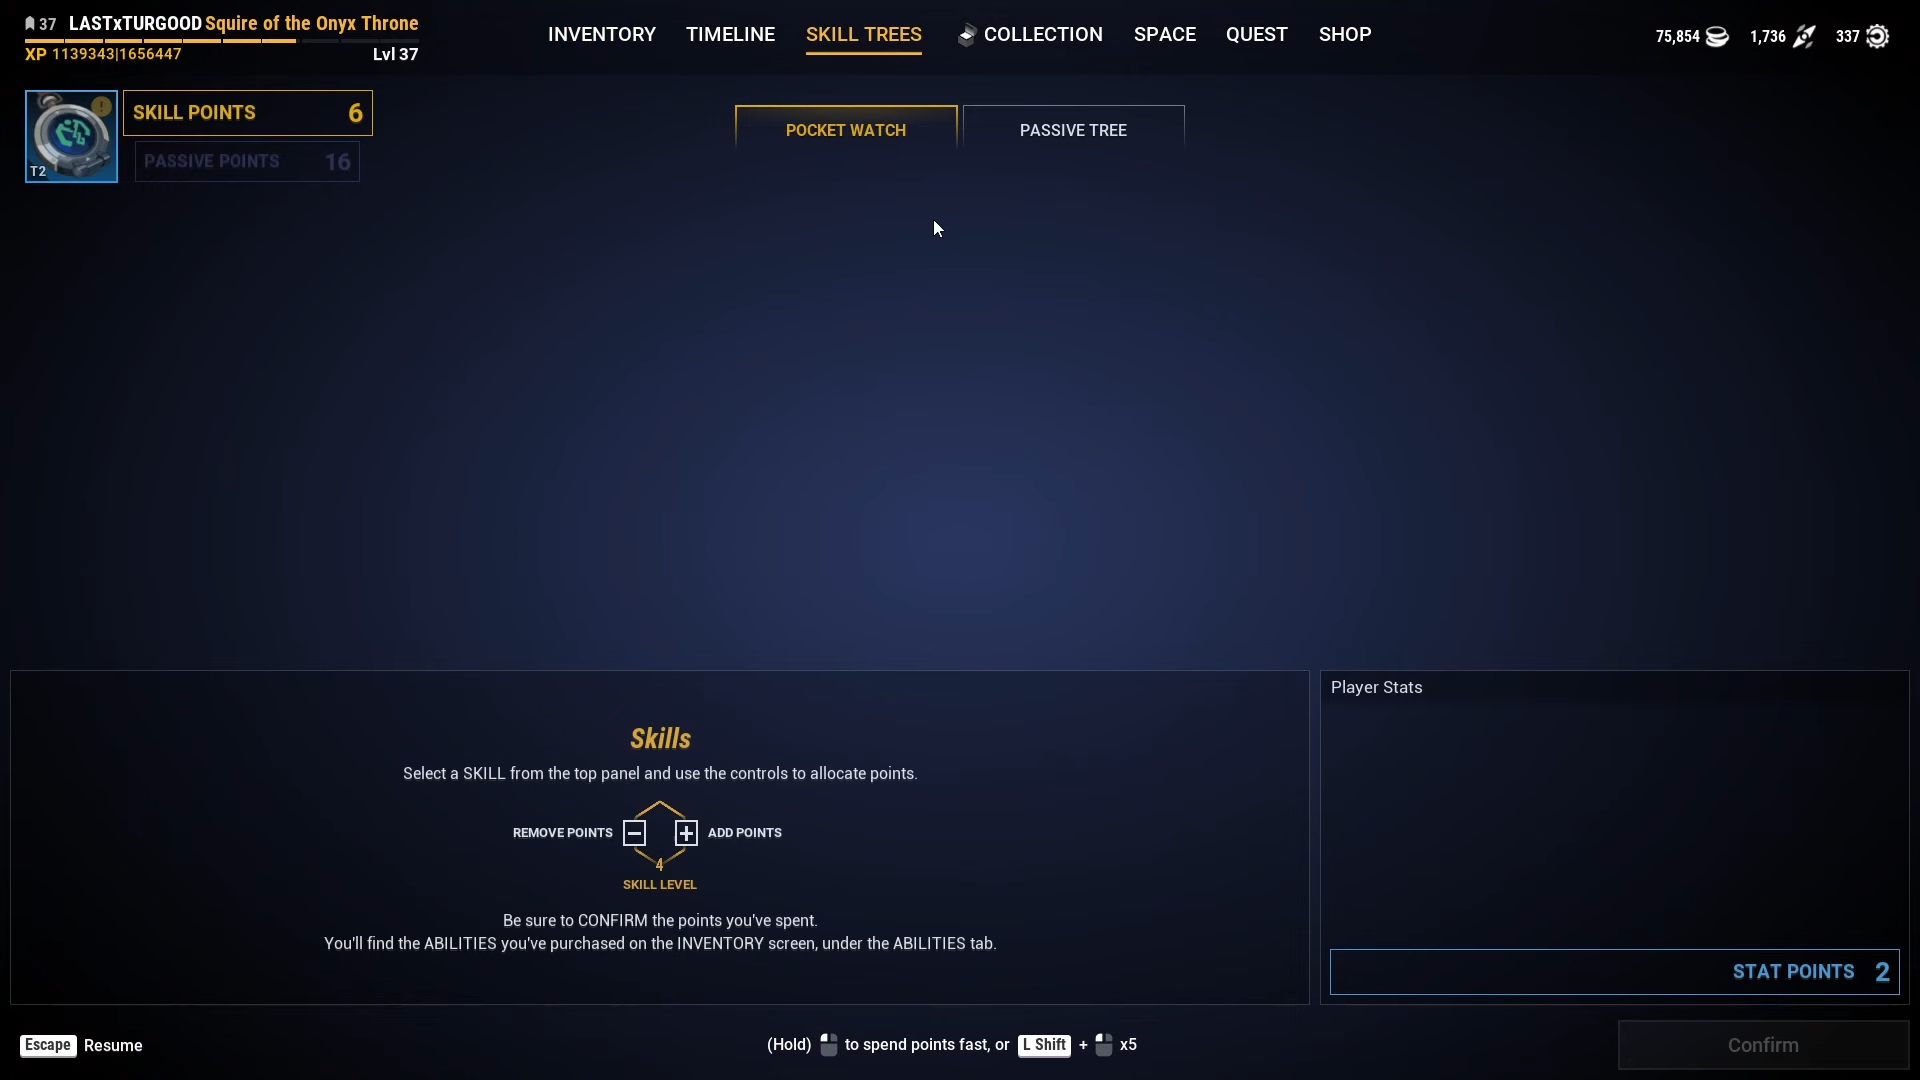 37 LASTxTURGOOD Squire of the Onyx Throne
XP 1139343|1656447 Lvl 37
INVENTORY TIMELINE SKILL TREES COLLECTION SPACE QUEST SHOP
75,854 1,736 337
T2
SKILL POINTS 6
PASSIVE POINTS 16
POCKET WATCH PASSIVE TREE
Skills
Select a SKILL from the top panel and use the controls to allocate points.
REMOVE POINTS − + ADD POINTS
4
SKILL LEVEL
Be sure to CONFIRM the points you've spent.
You'll find the ABILITIES you've purchased on the INVENTORY screen, under the ABILITIES tab.
Player Stats
STAT POINTS 2
Escape Resume
(Hold) to spend points fast, or L Shift + x5
Confirm